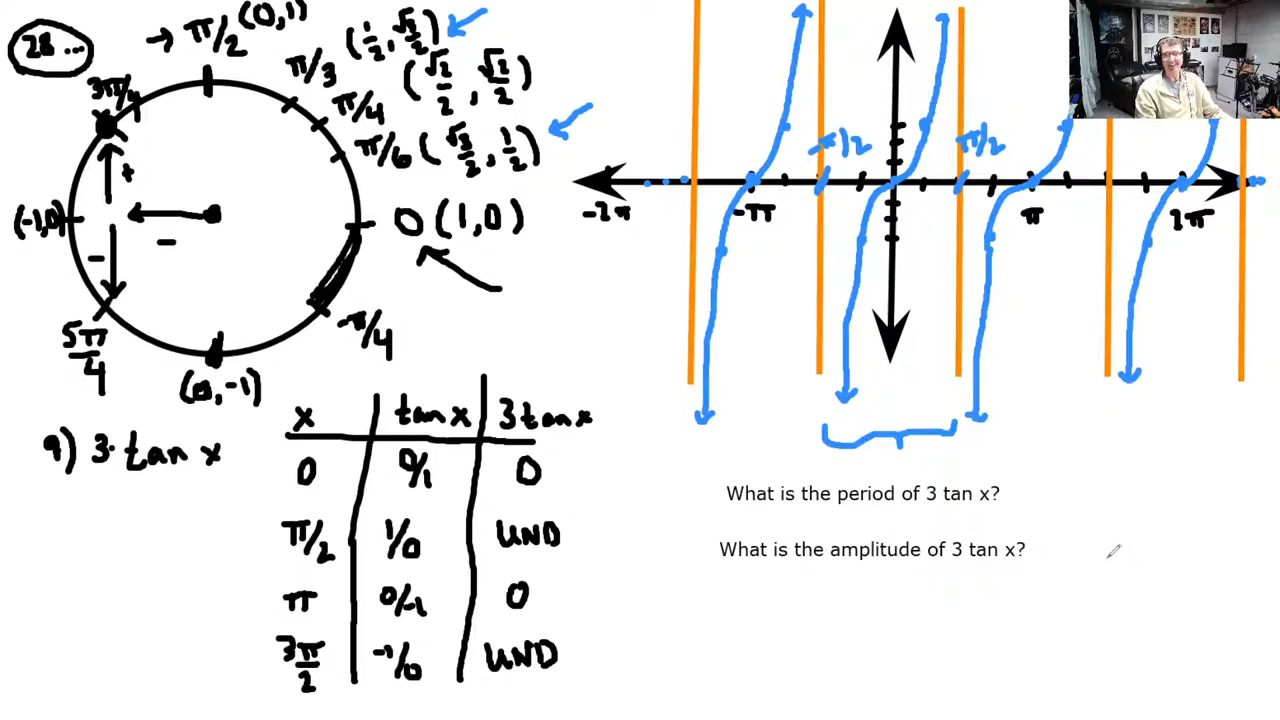 28 ...
→ π/2 (0,1)
π/3 (1/2, √3/2)
π/4 (√2/2, √2/2)
π/6 (√3/2, 1/2)
3π/4
(-1,0)
+
-
-
0 (1,0)
5π/4
-π/4
(0,-1)
9) 3· tan x
x | tan x | 3 tan x
0 | 0/1 | 0
π/2 | 1/0 | UND
π | 0/-1 | 0
3π/2 | -1/0 | UND
-π/2
π/2
-2π
-π
π
2π
What is the period of 3 tan x?
What is the amplitude of 3 tan x?